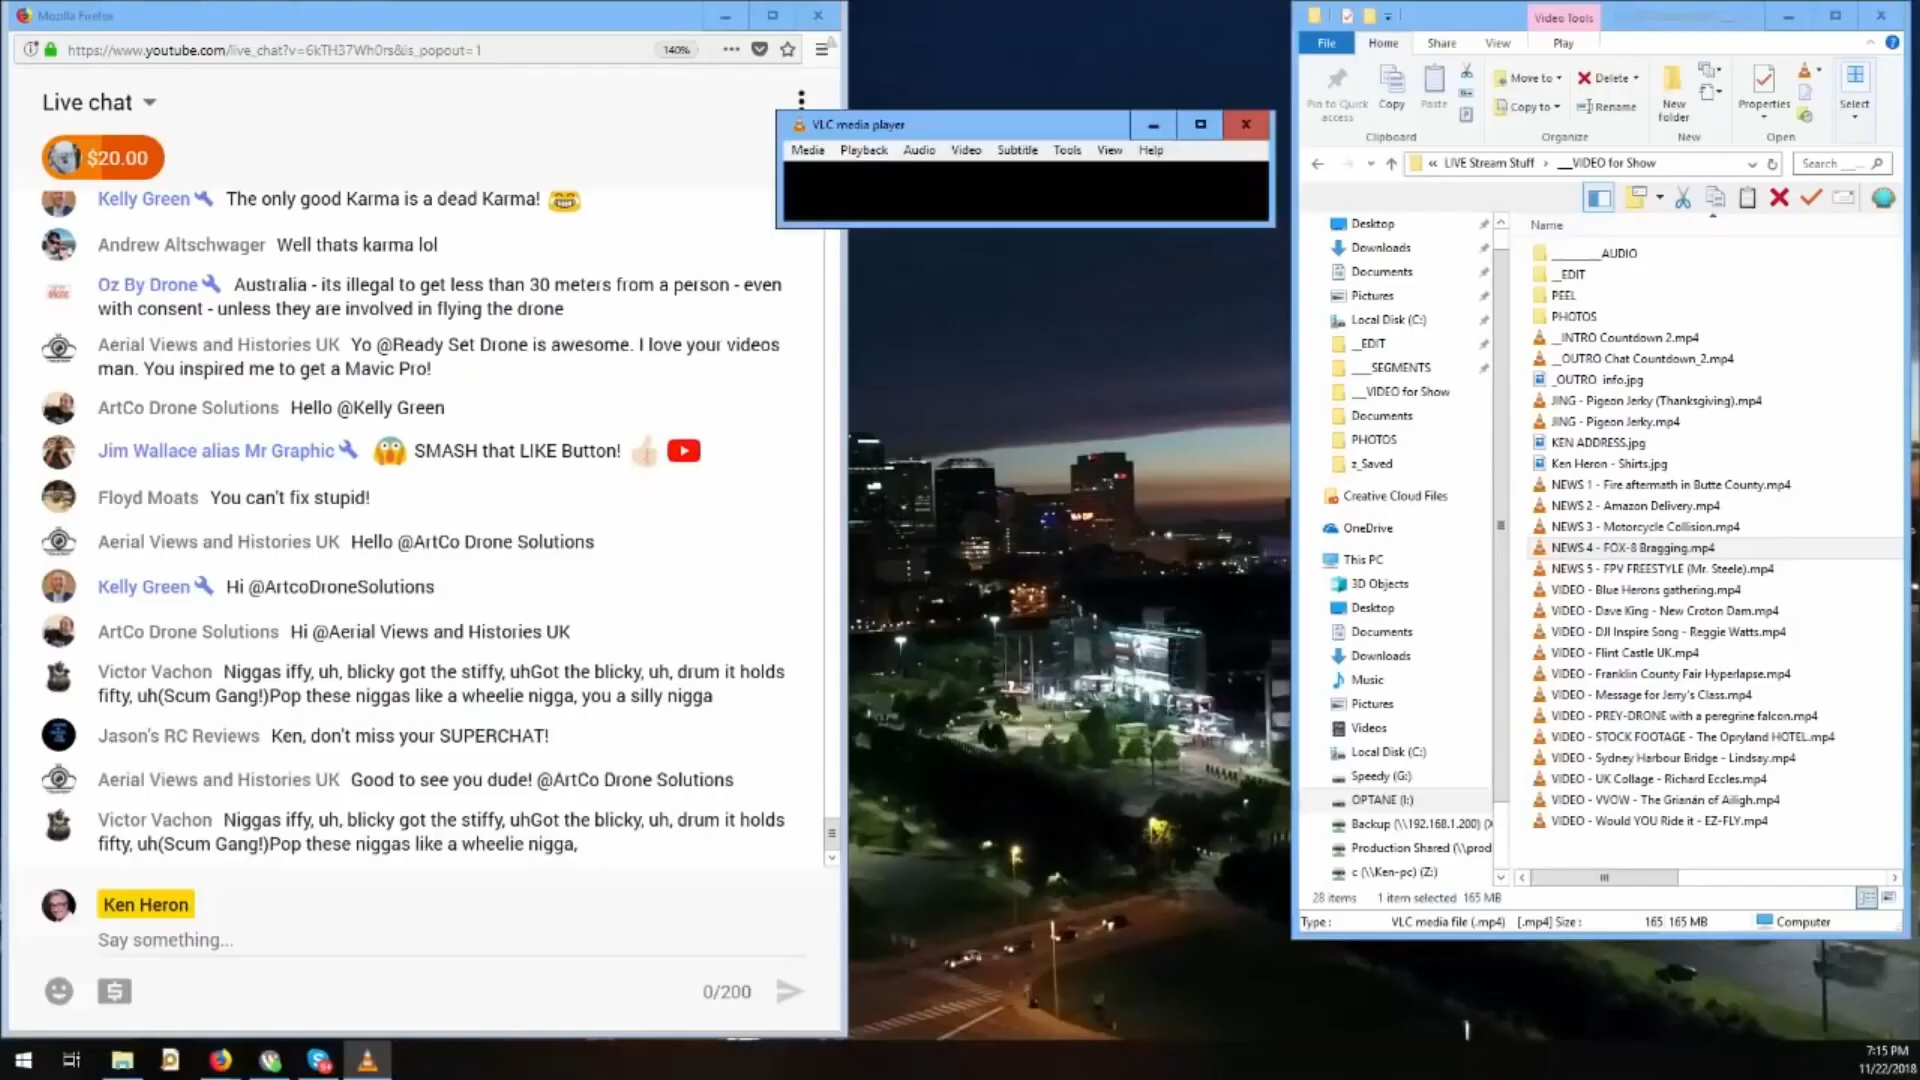 Mozilla Firefox
https://www.youtube.com/live_chat?v=6kTH37Wh0rs&is_popout=1
140%
Live chat
$20.00
Kelly Green The only good Karma is a dead Karma!
Andrew Altschwager Well thats karma lol
Oz By Drone Australia - its illegal to get less than 30 meters from a person - even
with consent - unless they are involved in flying the drone
Aerial Views and Histories UK Yo @Ready Set Drone is awesome. I love your videos
man. You inspired me to get a Mavic Pro!
ArtCo Drone Solutions Hello @Kelly Green
Jim Wallace alias Mr Graphic SMASH that LIKE Button!
Floyd Moats You can't fix stupid!
Aerial Views and Histories UK Hello @ArtCo Drone Solutions
Kelly Green Hi @ArtcoDroneSolutions
ArtCo Drone Solutions Hi @Aerial Views and Histories UK
Victor Vachon Niggas iffy, uh, blicky got the stiffy, uhGot the blicky, uh, drum it holds
fifty, uh(Scum Gang!)Pop these niggas like a wheelie nigga, you a silly nigga
Jason's RC Reviews Ken, don't miss your SUPERCHAT!
Aerial Views and Histories UK Good to see you dude! @ArtCo Drone Solutions
Victor Vachon Niggas iffy, uh, blicky got the stiffy, uhGot the blicky, uh, drum it holds
fifty, uh(Scum Gang!)Pop these niggas like a wheelie nigga,
Ken Heron
Say something...
0/200
VLC media player
Media Playback Audio Video Subtitle Tools View Help
Video Tools
File Home Share View Play
Pin to Quick access
Copy
Paste
Move to
Copy to
Delete
Rename
New folder
Properties
Select
Clipboard Organize New Open
« LIVE Stream Stuff › __VIDEO for Show
Search __...
Desktop
Downloads
Documents
Pictures
Local Disk (C:)
__EDIT
____SEGMENTS
___VIDEO for Show
Documents
PHOTOS
z_Saved
Creative Cloud Files
OneDrive
This PC
3D Objects
Desktop
Documents
Downloads
Music
Pictures
Videos
Local Disk (C:)
Speedy (G:)
OPTANE (I:)
Backup (\\192.168.1.200) (X
Production Shared (\\prod
c (\\Ken-pc) (Z:)
Name
________AUDIO
__EDIT
PEEL
PHOTOS
__INTRO Countdown 2.mp4
__OUTRO Chat Countdown_2.mp4
_OUTRO info.jpg
JING - Pigeon Jerky (Thanksgiving).mp4
JING - Pigeon Jerky.mp4
KEN ADDRESS.jpg
Ken Heron - Shirts.jpg
NEWS 1 - Fire aftermath in Butte County.mp4
NEWS 2 - Amazon Delivery.mp4
NEWS 3 - Motorcycle Collision.mp4
NEWS 4 - FOX-8 Bragging.mp4
NEWS 5 - FPV FREESTYLE (Mr. Steele).mp4
VIDEO - Blue Herons gathering.mp4
VIDEO - Dave King - New Croton Dam.mp4
VIDEO - DJI Inspire Song - Reggie Watts.mp4
VIDEO - Flint Castle UK.mp4
VIDEO - Franklin County Fair Hyperlapse.mp4
VIDEO - Message for Jerry's Class.mp4
VIDEO - PREY-DRONE with a peregrine falcon.mp4
VIDEO - STOCK FOOTAGE - The Opryland HOTEL.mp4
VIDEO - Sydney Harbour Bridge - Lindsay.mp4
VIDEO - UK Collage - Richard Eccles.mp4
VIDEO - VVOW - The Grianán of Ailigh.mp4
VIDEO - Would YOU Ride it - EZ-FLY.mp4
28 items 1 item selected 165 MB
Type: VLC media file (.mp4) [.mp4] Size : 165 165 MB Computer
7:15 PM
11/22/2018